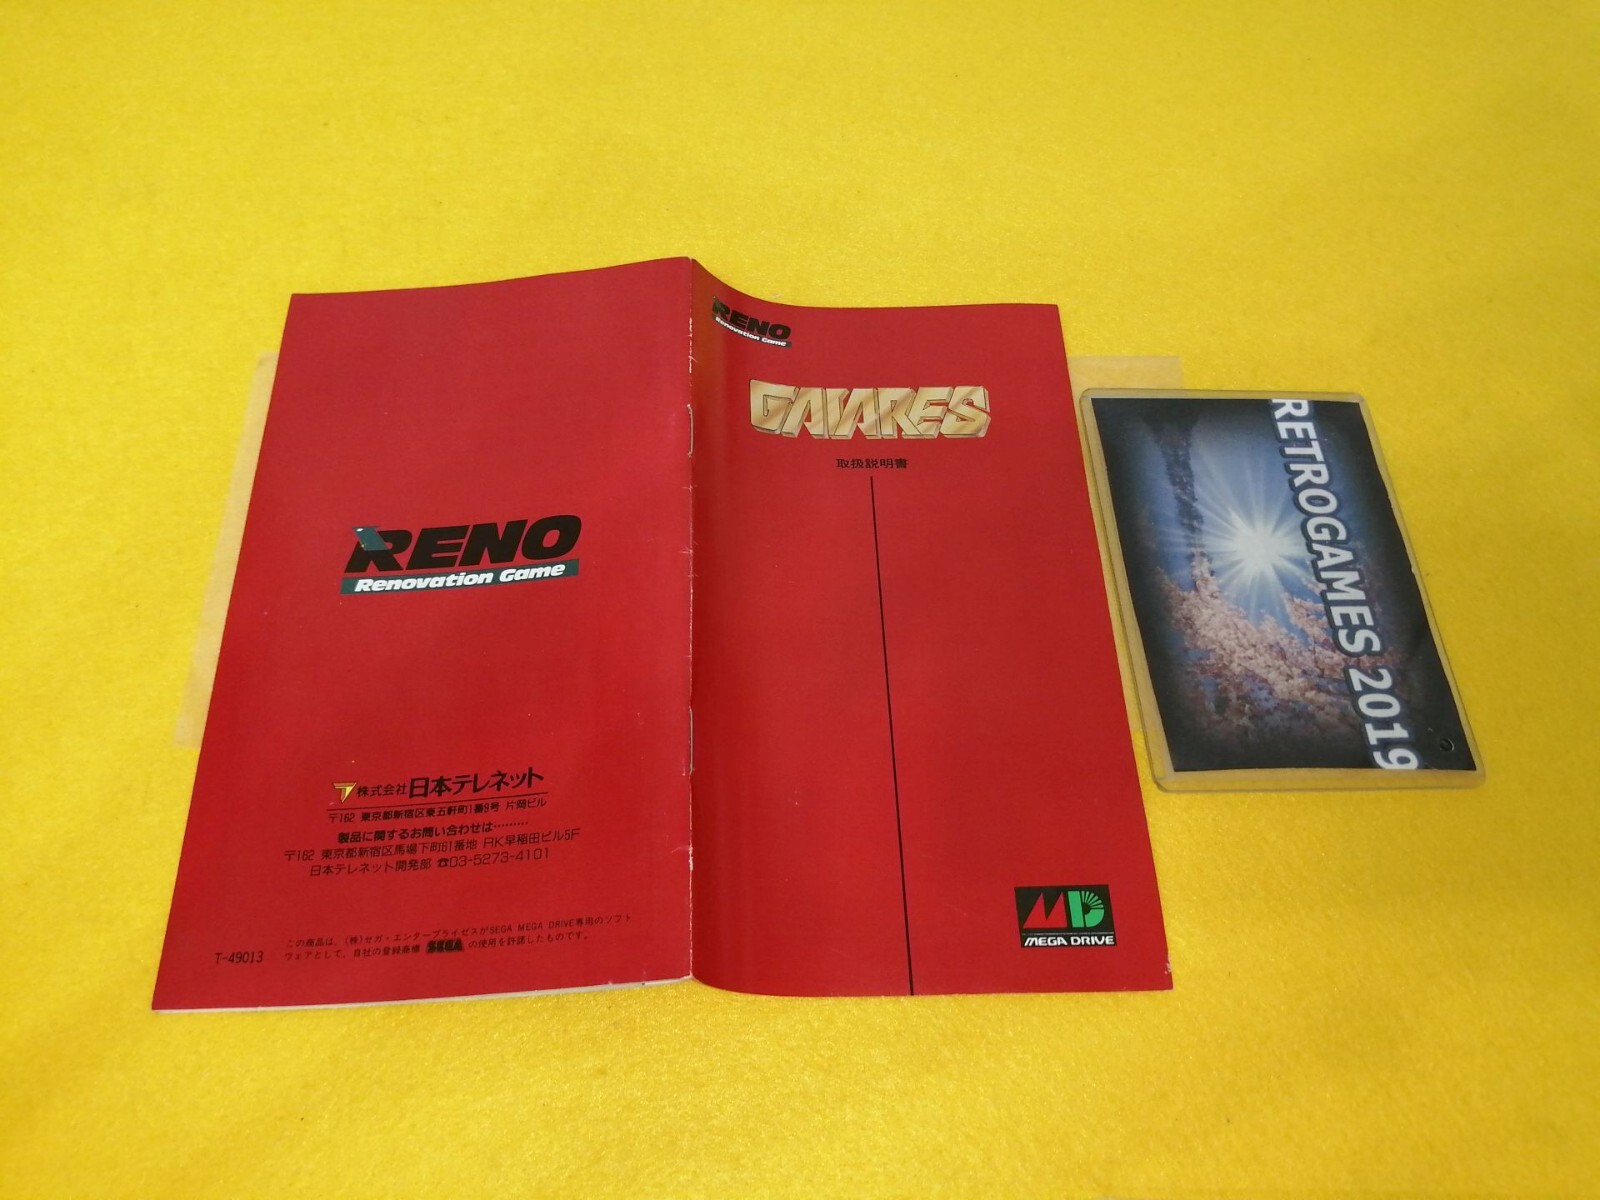 RENO
Renovation Game
株式会社日本テレネット
〒162 東京都新宿区東五軒町1番9号 片岡ビル
製品に関するお問い合わせは………
〒162 東京都新宿区馬場下町61番地 RK早稲田ビル5F
日本テレネット開発部 ☎03-5273-4101
この商品は、(株)セガ・エンタープライゼスがSEGA MEGA DRIVE専用のソフト
ウェアとして、自社の登録商標 SEGA の使用を許諾したものです。
T-49013
RENO
Renovation Game
GAIARES
取扱説明書
MD
MEGA DRIVE
RETROGAMES 2019